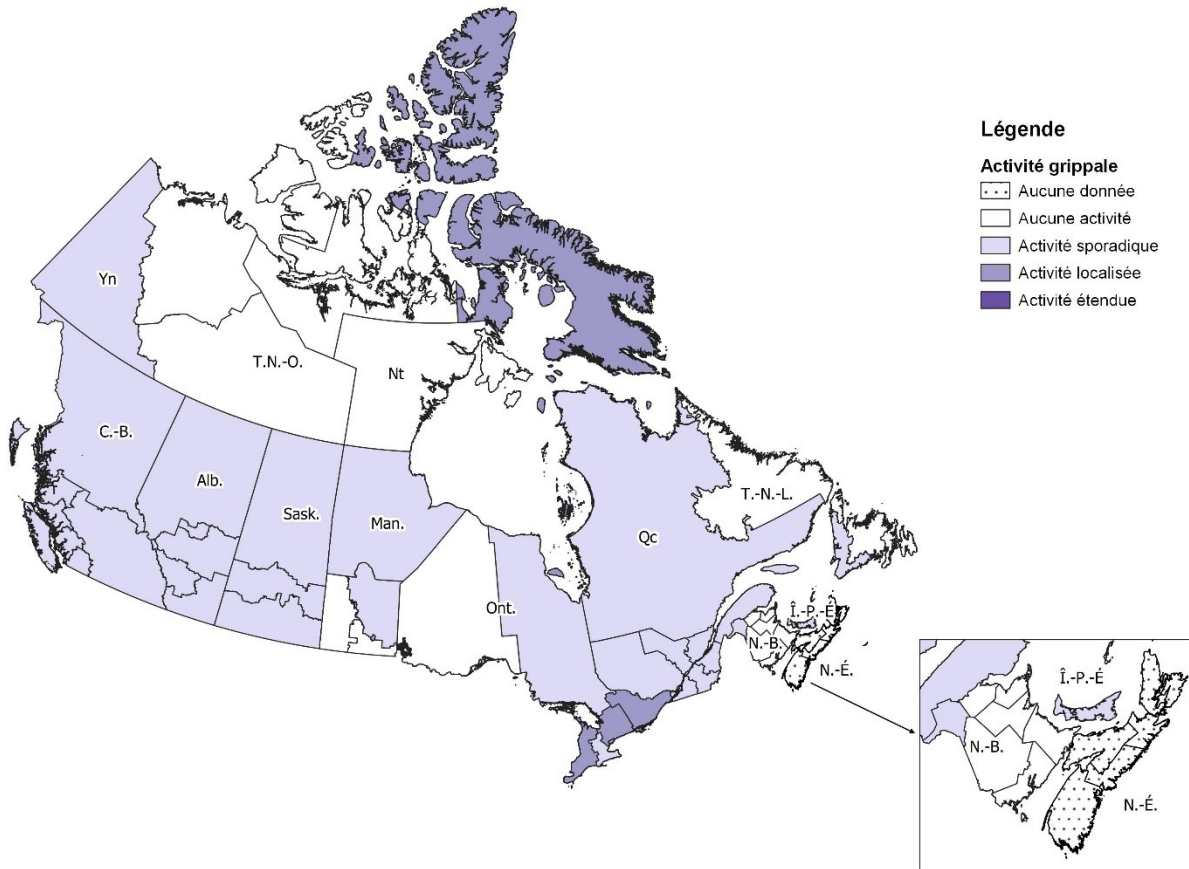 Légende
Activité grippale
Aucune donnée
Aucune activité
Activité sporadique
Activité localisée
Activité étendue
Yn
T.N.-O.
Nt
C.-B.
Alb.
Sask.
Man.
Ont.
Qc
T.-N.-L.
Î.-P.-É
N.-B.
N.-É.
Î.-P.-É
N.-B.
N.-É.